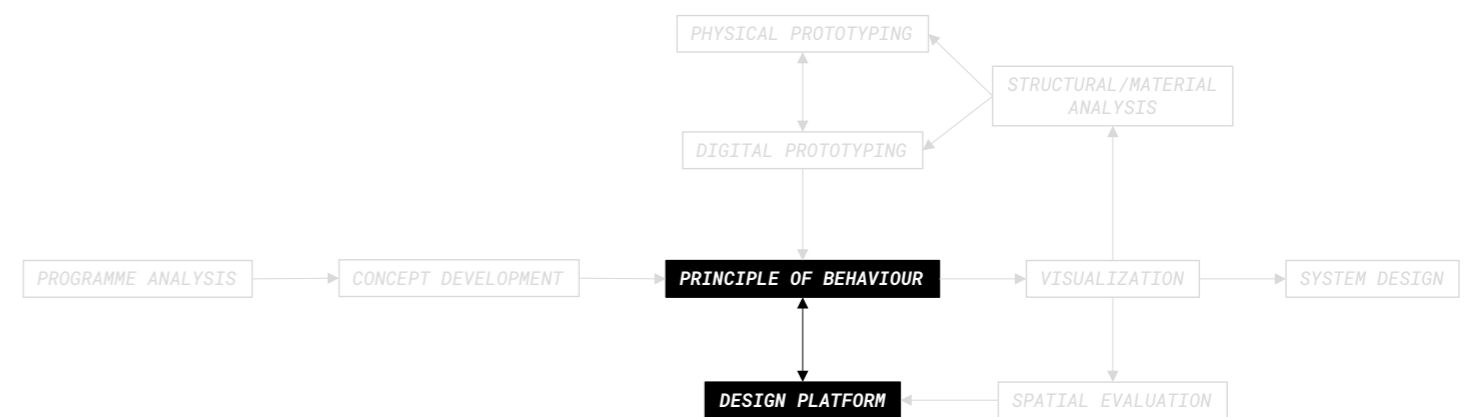 PHYSICAL PROTOTYPING
STRUCTURAL/MATERIAL
ANALYSIS
DIGITAL PROTOTYPING
PROGRAMME ANALYSIS
CONCEPT DEVELOPMENT
PRINCIPLE OF BEHAVIOUR
VISUALIZATION
SYSTEM DESIGN
DESIGN PLATFORM
SPATIAL EVALUATION